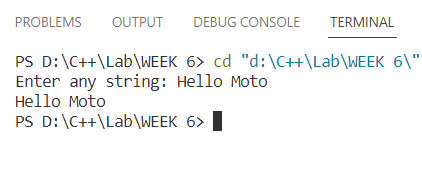 PROBLEMS OUTPUT DEBUG CONSOLE TERMINAL
PS D:\C++\Lab\WEEK 6> cd "d:\C++\Lab\WEEK 6\"
Enter any string: Hello Moto
Hello Moto
PS D:\C++\Lab\WEEK 6>